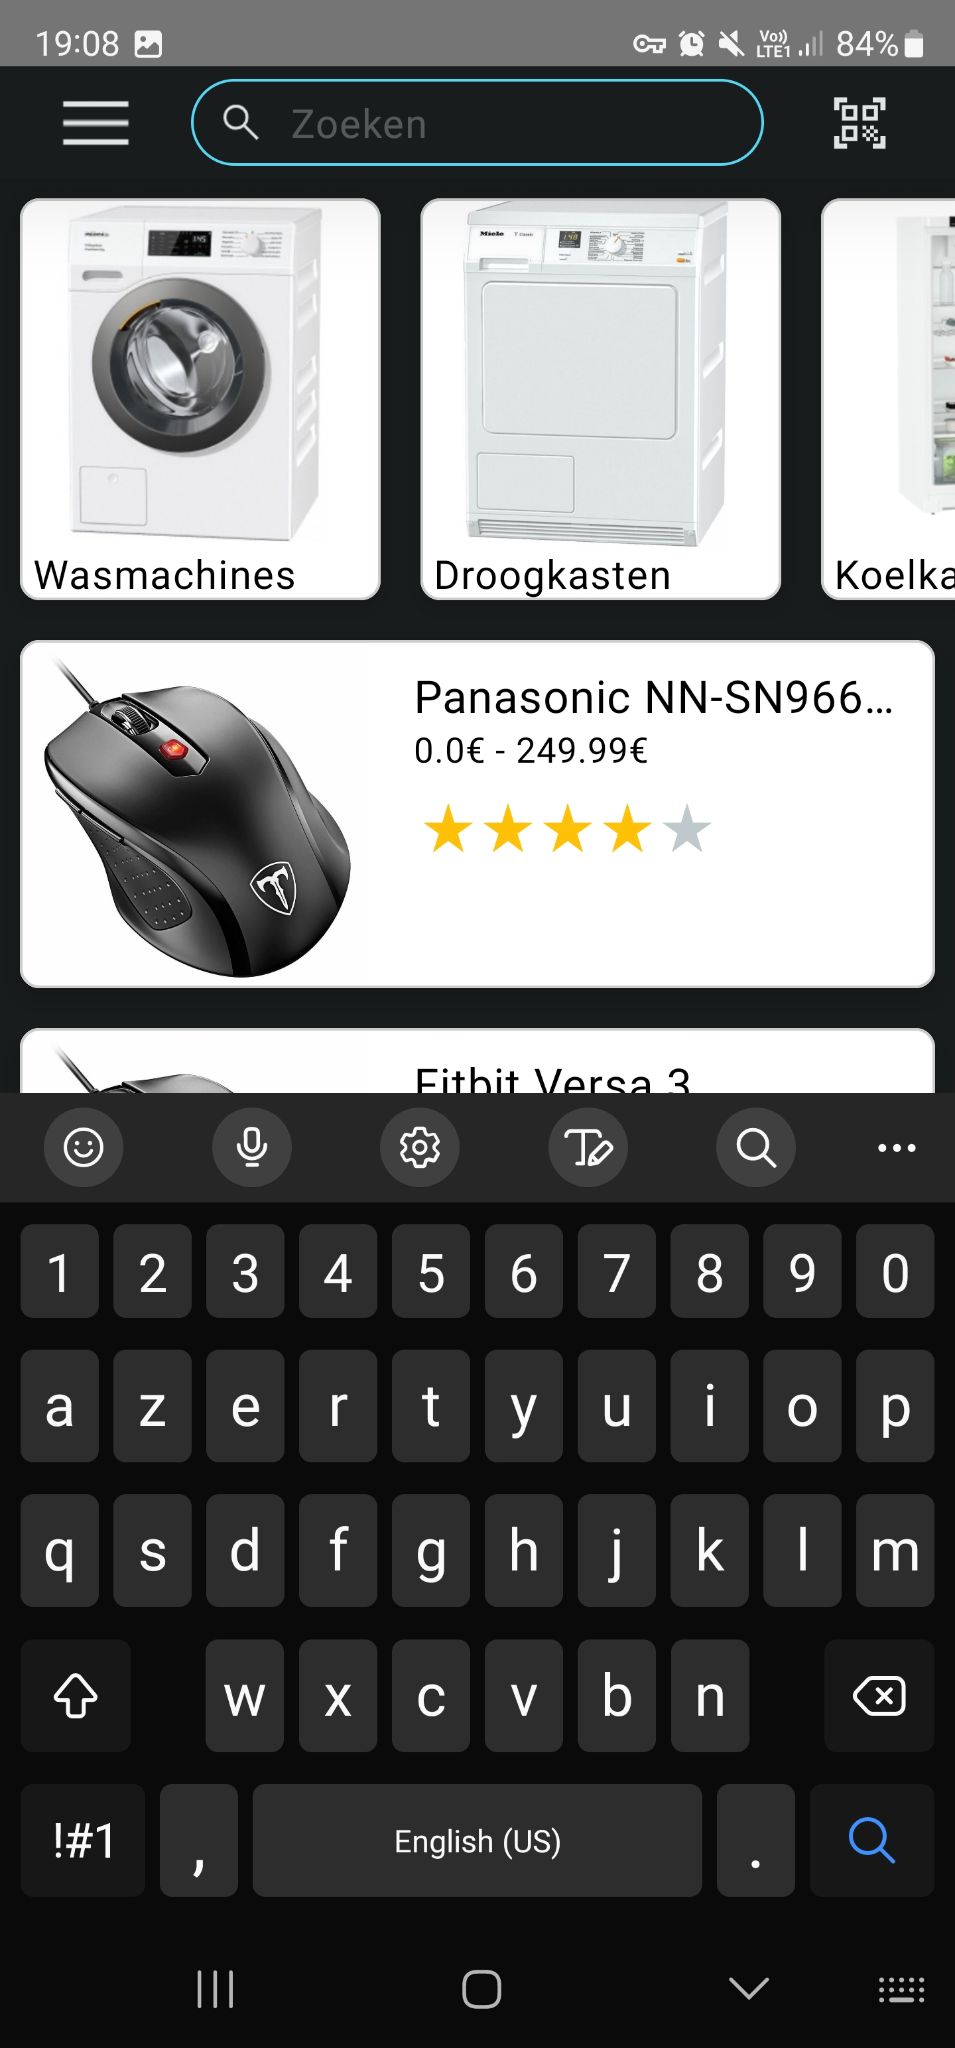 19:08
Vo))
LTE1
84%
Zoeken
Miele
Wasmachines
Droogkasten
Koelka
Panasonic NN-SN966…
0.0€ - 249.99€
Fitbit Versa 3
1 2 3 4 5 6 7 8 9 0
a z e r t y u i o p
q s d f g h j k l m
w x c v b n
!#1 , English (US) .